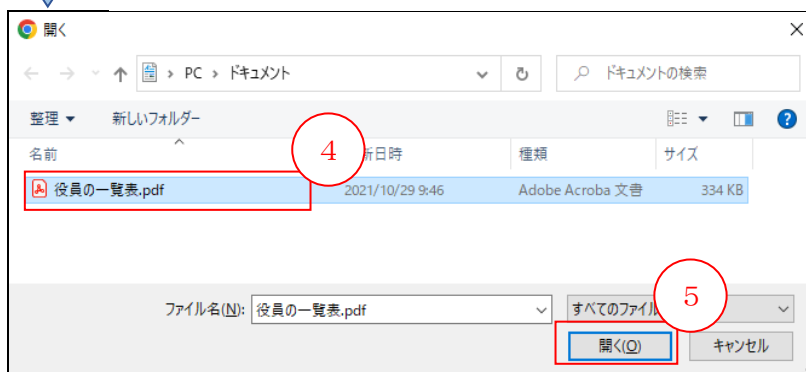 開く
PC › ドキュメント
ドキュメントの検索
整理 新しいフォルダー
名前 新日時 種類 サイズ
4
役員の一覧表.pdf 2021/10/29 9:46 Adobe Acroba 文書 334 KB
5
ファイル名(N): 役員の一覧表.pdf すべてのファイル
開く(O) キャンセル